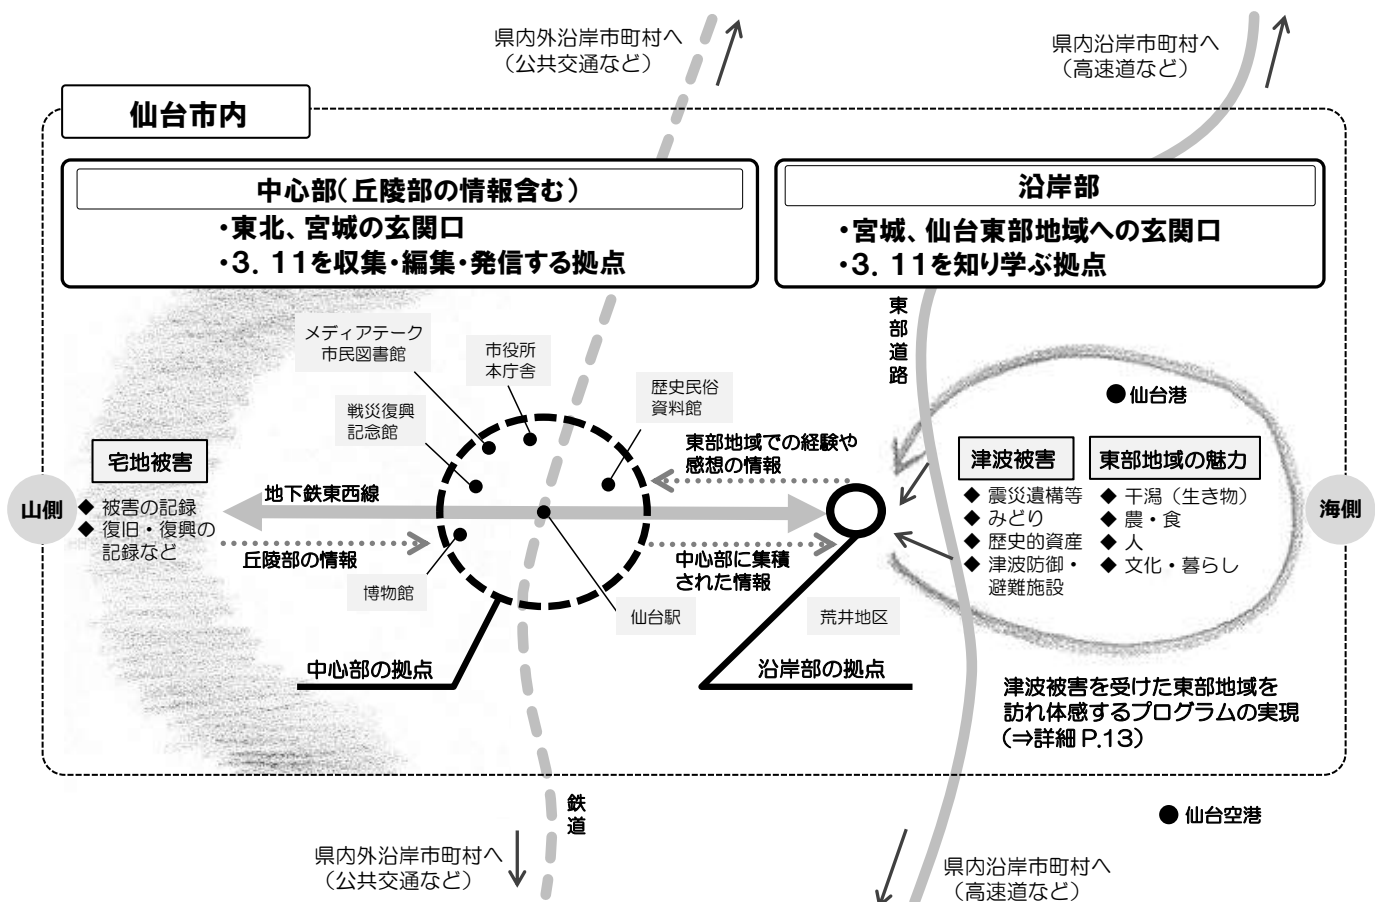 県内外沿岸市町村へ
（公共交通など）
県内沿岸市町村へ
（高速道など）
仙台市内
中心部（丘陵部の情報含む）
・東北、宮城の玄関口
・３．１１を収集・編集・発信する拠点
沿岸部
・宮城、仙台東部地域への玄関口
・３．１１を知り学ぶ拠点
東部道路
メディアテーク
市民図書館
市役所
本庁舎
歴史民俗
資料館
戦災復興
記念館
仙台港
宅地被害
東部地域での経験や
感想の情報
津波被害
東部地域の魅力
山側
◆ 被害の記録
◆ 復旧・復興の
記録など
地下鉄東西線
◆ 震災遺構等
◆ みどり
◆ 歴史的資産
◆ 津波防御・
避難施設
◆ 干潟（生き物）
◆ 農・食
◆ 人
◆ 文化・暮らし
海側
丘陵部の情報
中心部に集積
された情報
博物館
仙台駅
荒井地区
中心部の拠点
沿岸部の拠点
津波被害を受けた東部地域を
訪れ体感するプログラムの実現
（⇒詳細 P.13）
鉄道
仙台空港
県内外沿岸市町村へ
（公共交通など）
県内沿岸市町村へ
（高速道など）